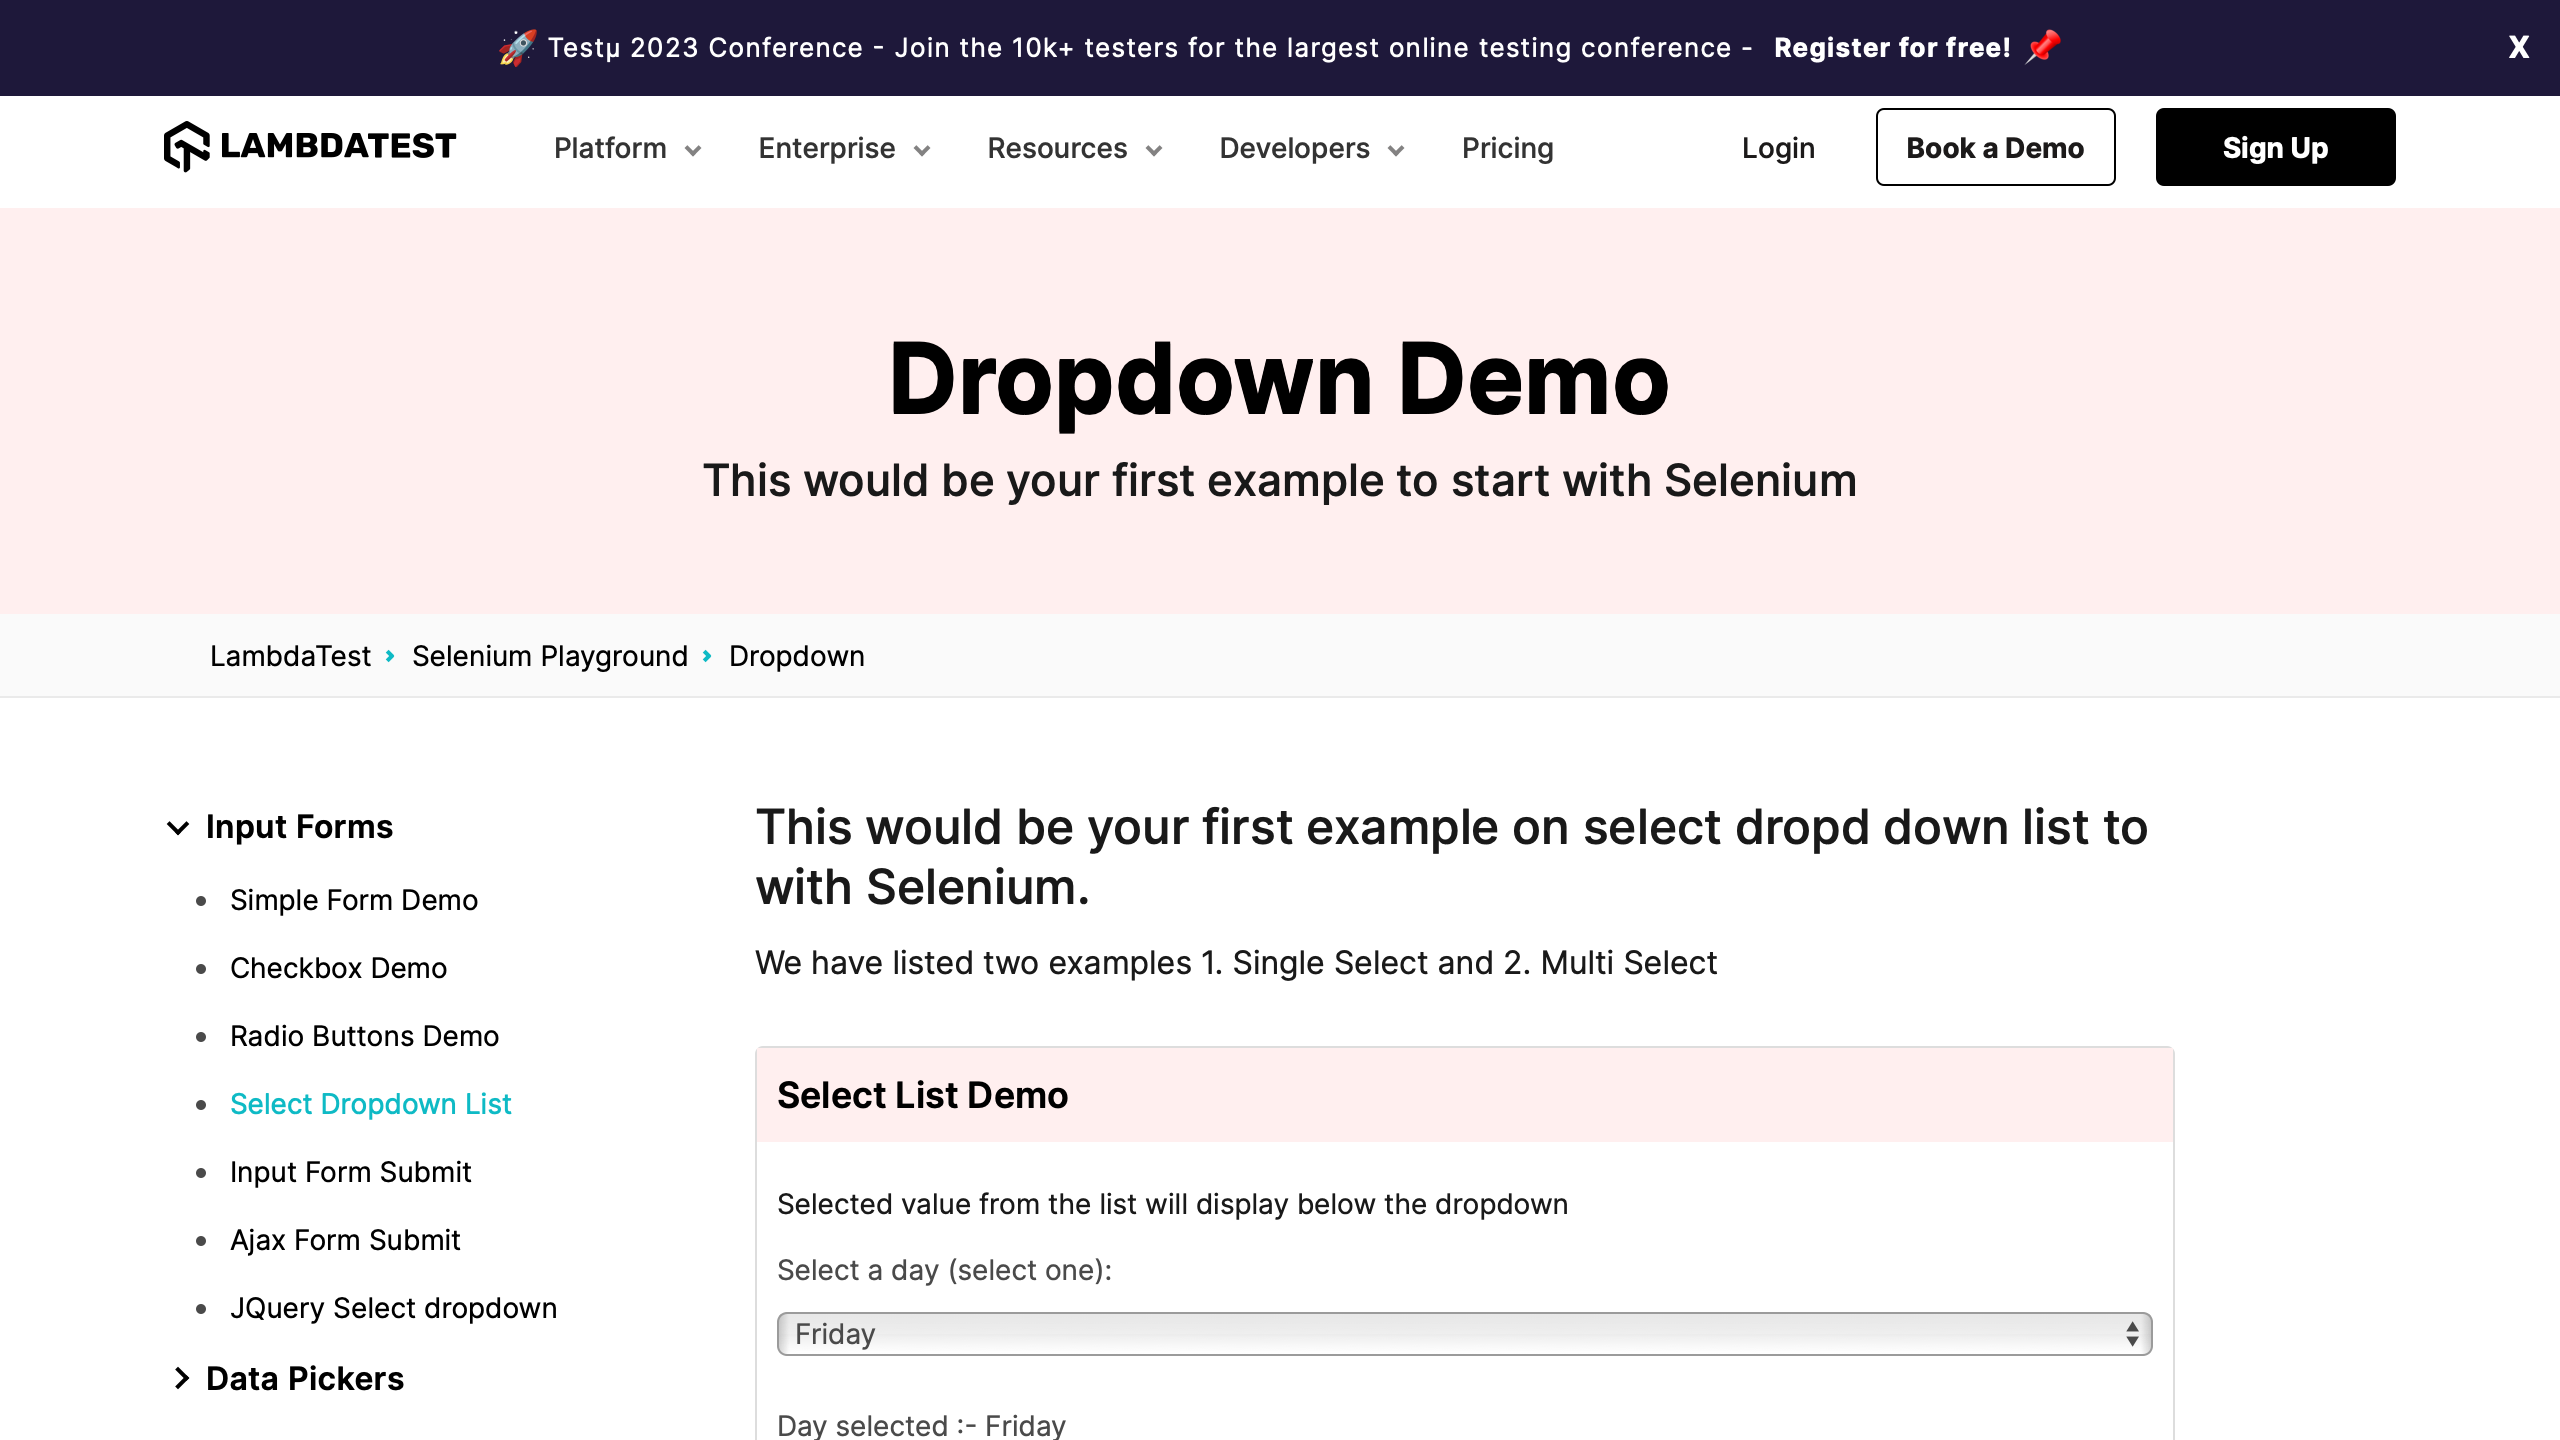 🚀 Testμ 2023 Conference - Join the 10k+ testers for the largest online testing conference - Register for free! 📌 X
LAMBDATEST Platform Enterprise Resources Developers Pricing Login Book a Demo Sign Up
Dropdown Demo
This would be your first example to start with Selenium
LambdaTest Selenium Playground Dropdown
Input Forms
Simple Form Demo
Checkbox Demo
Radio Buttons Demo
Select Dropdown List
Input Form Submit
Ajax Form Submit
JQuery Select dropdown
Data Pickers
This would be your first example on select dropd down list to
with Selenium.
We have listed two examples 1. Single Select and 2. Multi Select
Select List Demo
Selected value from the list will display below the dropdown
Select a day (select one):
Friday
Day selected :- Friday